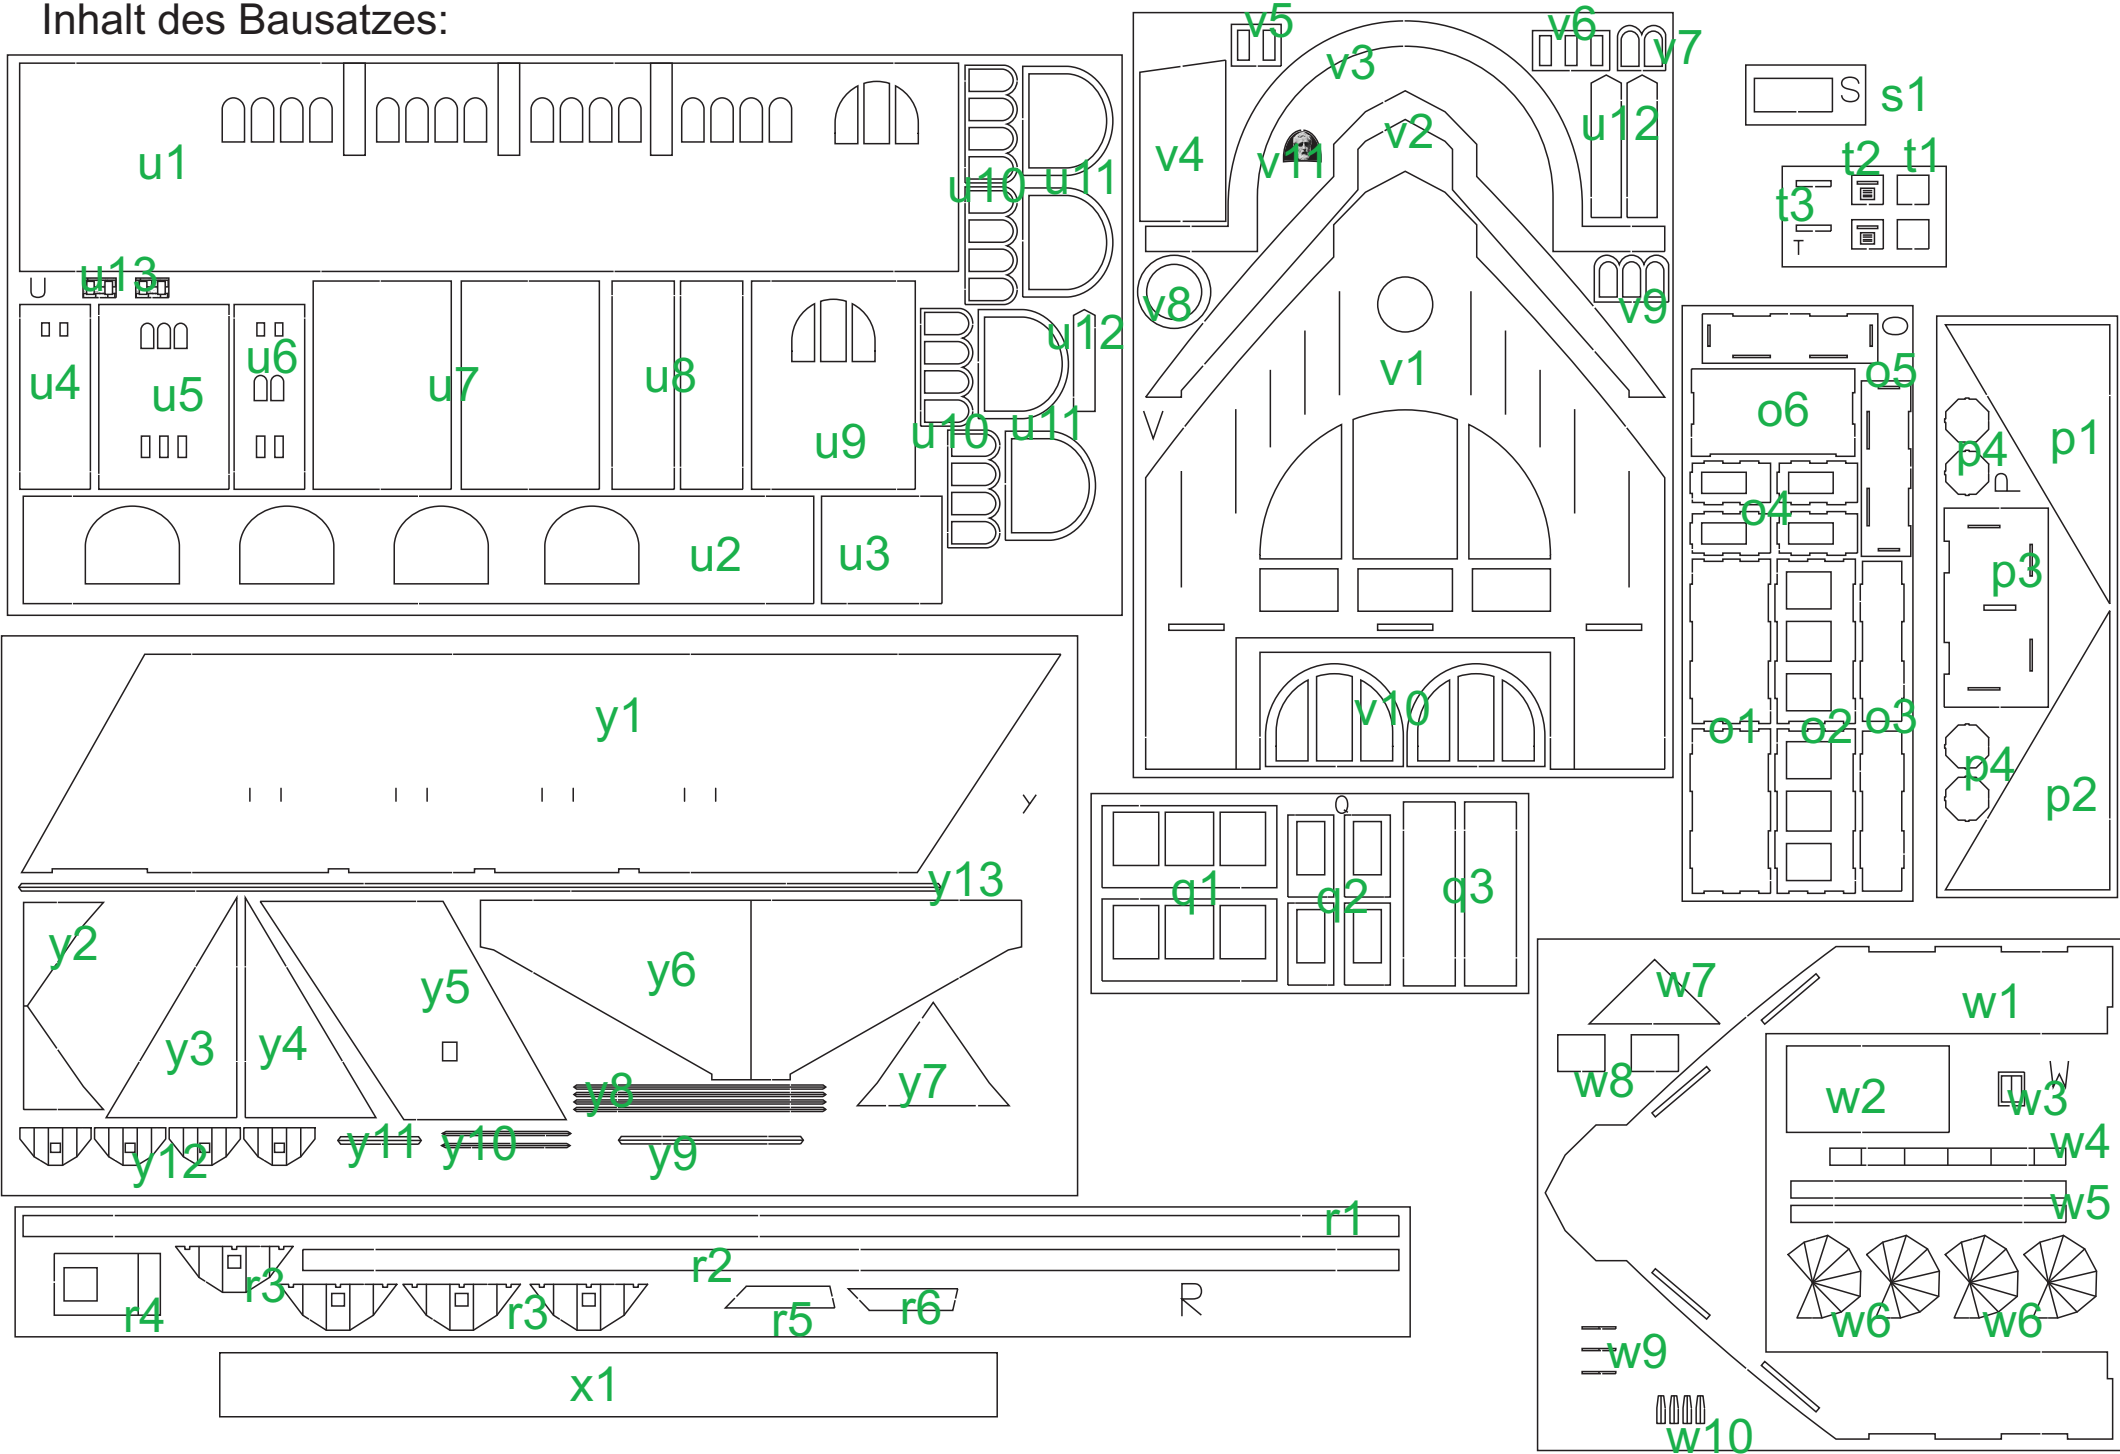 Inhalt des Bausatzes:
u1
u10
u11
U
u13
u4
u5
u6
u7
u8
u9
u10
u11
u12
u2
u3
v5
v6
v7
v3
v4
v11
v2
u12
v8
v9
V
v1
v10
S
s1
t2
t1
t3
T
O
o5
o6
o4
o1
o2
o3
p1
p4
P
p3
p4
p2
y1
y
y13
y2
y3
y4
y5
y6
y7
y8
y9
y10
y11
y12
Q
q1
q2
q3
w7
w1
w8
w2
W
w3
w4
w5
w6
w6
w9
w10
r1
r2
r3
r4
r3
r5
r6
R
x1